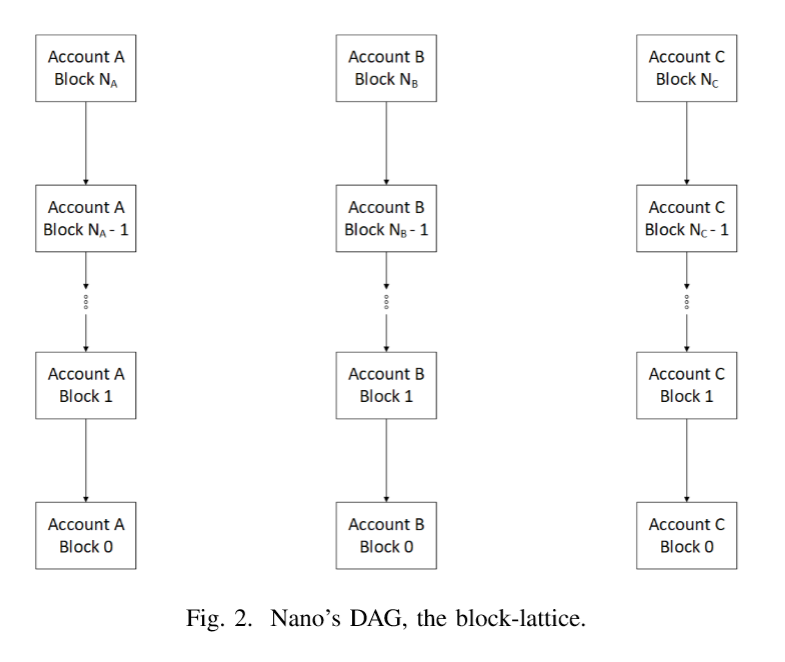 Account A
Block N_A
Account B
Block N_B
Account C
Block N_C
Account A
Block N_A - 1
Account B
Block N_B - 1
Account C
Block N_C - 1
Account A
Block 1
Account B
Block 1
Account C
Block 1
Account A
Block 0
Account B
Block 0
Account C
Block 0
Fig. 2. Nano's DAG, the block-lattice.